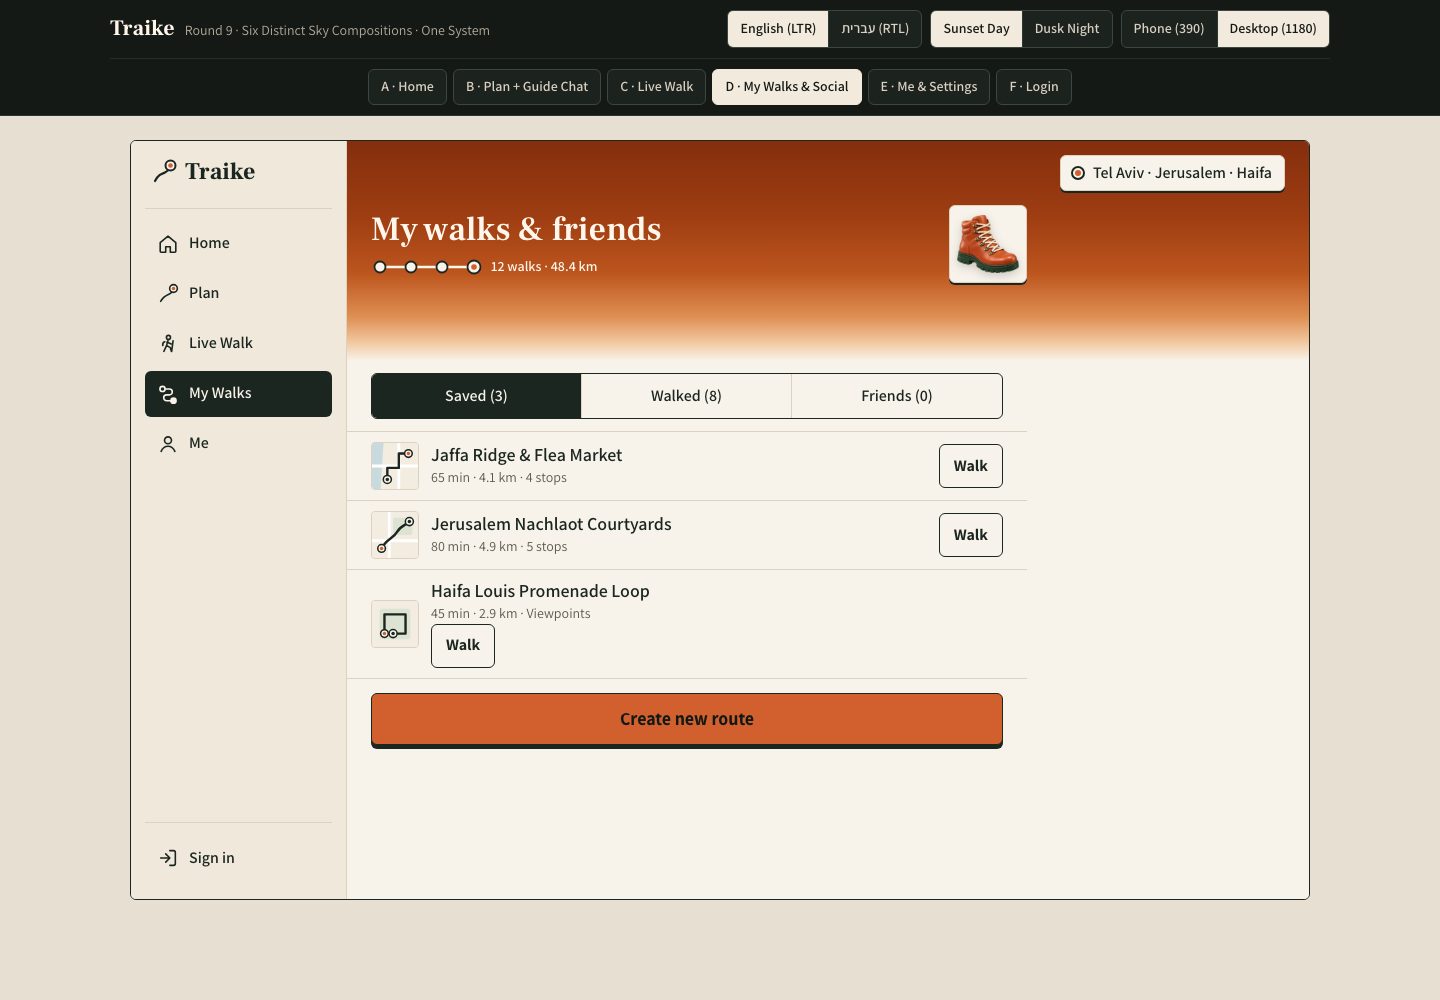 Traike Round 9 · Six Distinct Sky Compositions · One System
English (LTR) עברית (RTL) Sunset Day Dusk Night Phone (390) Desktop (1180)
A · Home B · Plan + Guide Chat C · Live Walk D · My Walks & Social E · Me & Settings F · Login
Traike
Home
Plan
Live Walk
My Walks
Me
Sign in
Tel Aviv · Jerusalem · Haifa
My walks & friends
12 walks · 48.4 km
Saved (3) Walked (8) Friends (0)
Jaffa Ridge & Flea Market
65 min · 4.1 km · 4 stops
Walk
Jerusalem Nachlaot Courtyards
80 min · 4.9 km · 5 stops
Walk
Haifa Louis Promenade Loop
45 min · 2.9 km · Viewpoints
Walk
Create new route